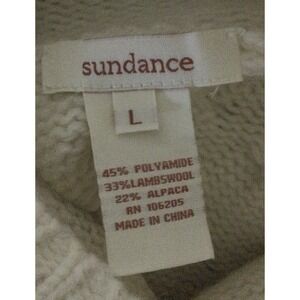 sundance
L
45% POLYAMIDE
33%LAMBSWOOL
22% ALPACA
RN 106205
MADE IN CHINA